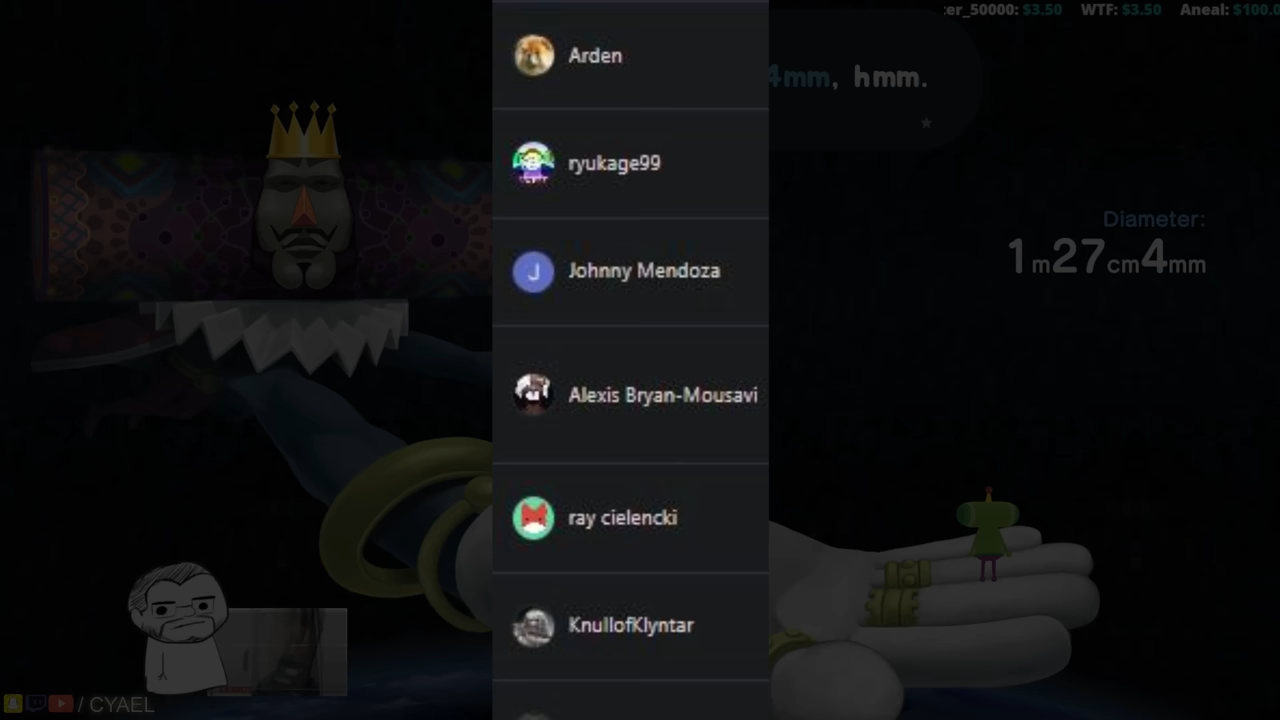 er_50000: $3.50 WTF: $3.50 Aneal: $100.0
4mm, hmm.
Diameter:
1m27cm4mm
Arden
ryukage99
J Johnny Mendoza
Alexis Bryan-Mousavi
ray cielencki
KnullofKlyntar
/ CYAEL